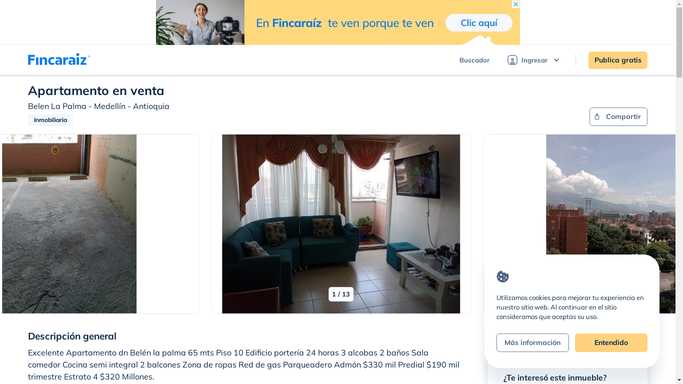 En Fincaraíz te ven porque te ven
Clic aquí
Fincaraiz
Buscador
Ingresar
Publica gratis
Apartamento en venta
Belen La Palma - Medellín - Antioquia
Inmobiliaria
Compartir
1 / 13
Utilizamos cookies para mejorar tu experiencia en
nuestro sitio web. Al continuar en el sitio
consideramos que aceptas su uso.
Más información
Entendido
Descripción general
Excelente Apartamento dn Belén la palma 65 mts Piso 10 Edificio portería 24 horas 3 alcobas 2 baños Sala
comedor Cocina semi integral 2 balcones Zona de ropas Red de gas Parqueadero Admón $330 mil Predial $190 mil
trimestre Estrato 4 $320 Millones.
¿Te interesó este inmueble?